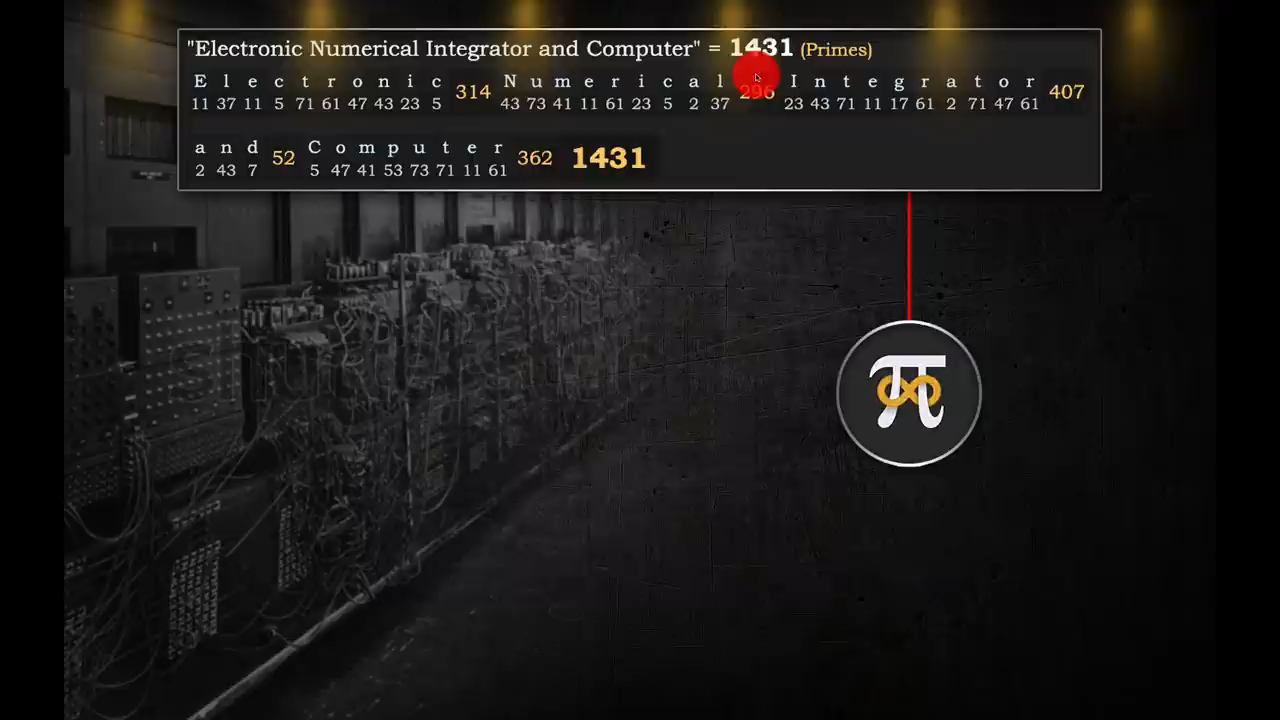 "Electronic Numerical Integrator and Computer" = 1431 (Primes)
E l e c t r o n i c 314 N u m e r i c a l 296 I n t e g r a t o r 407
11 37 11 5 71 61 47 43 23 5 43 73 41 11 61 23 5 2 37 23 43 71 11 17 61 2 71 47 61
a n d 52 C o m p u t e r 362 1431
2 43 7 5 47 41 53 73 71 11 61
π